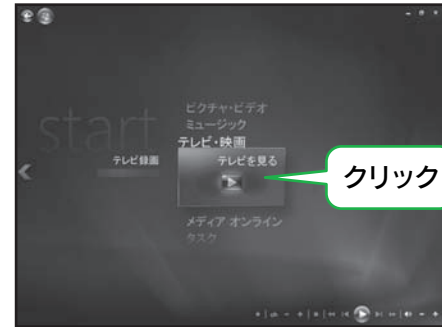 start
ピクチャ・ビデオ
ミュージック
テレビ・映画
テレビ録画
テレビを見る
クリック
メディア オンライン
タスク
ch